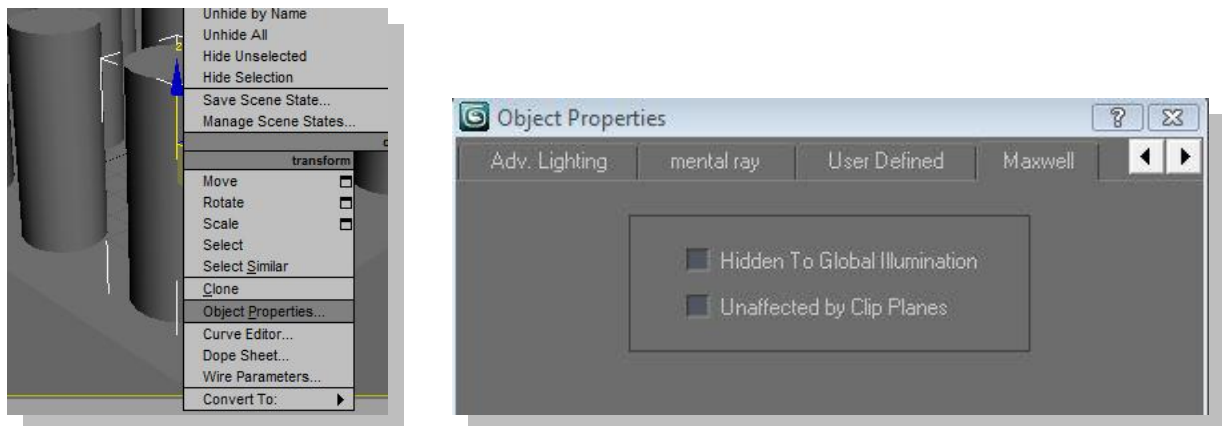 Unhide by Name
Unhide All
Hide Unselected
Hide Selection
Save Scene State...
Manage Scene States...
transform
Move
Rotate
Scale
Select
Select Similar
Clone
Object Properties...
Curve Editor...
Dope Sheet...
Wire Parameters...
Convert To:
Object Properties
Adv. Lighting mental ray User Defined Maxwell
Hidden To Global Illumination
Unaffected by Clip Planes